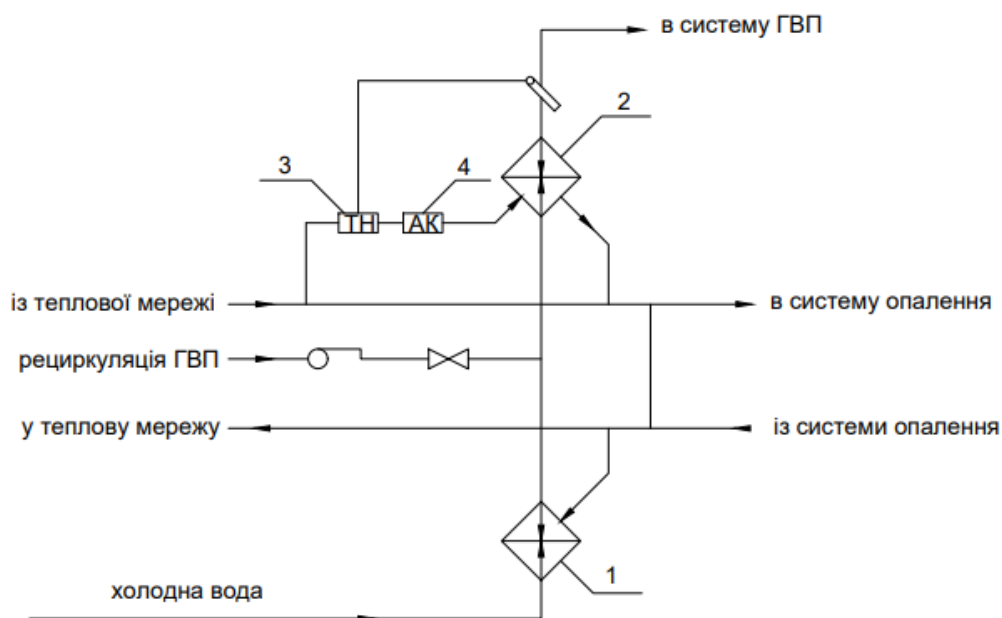 в систему ГВП
2
3
4
ТН
АК
із теплової мережі
в систему опалення
рециркуляція ГВП
у теплову мережу
із системи опалення
1
холодна вода